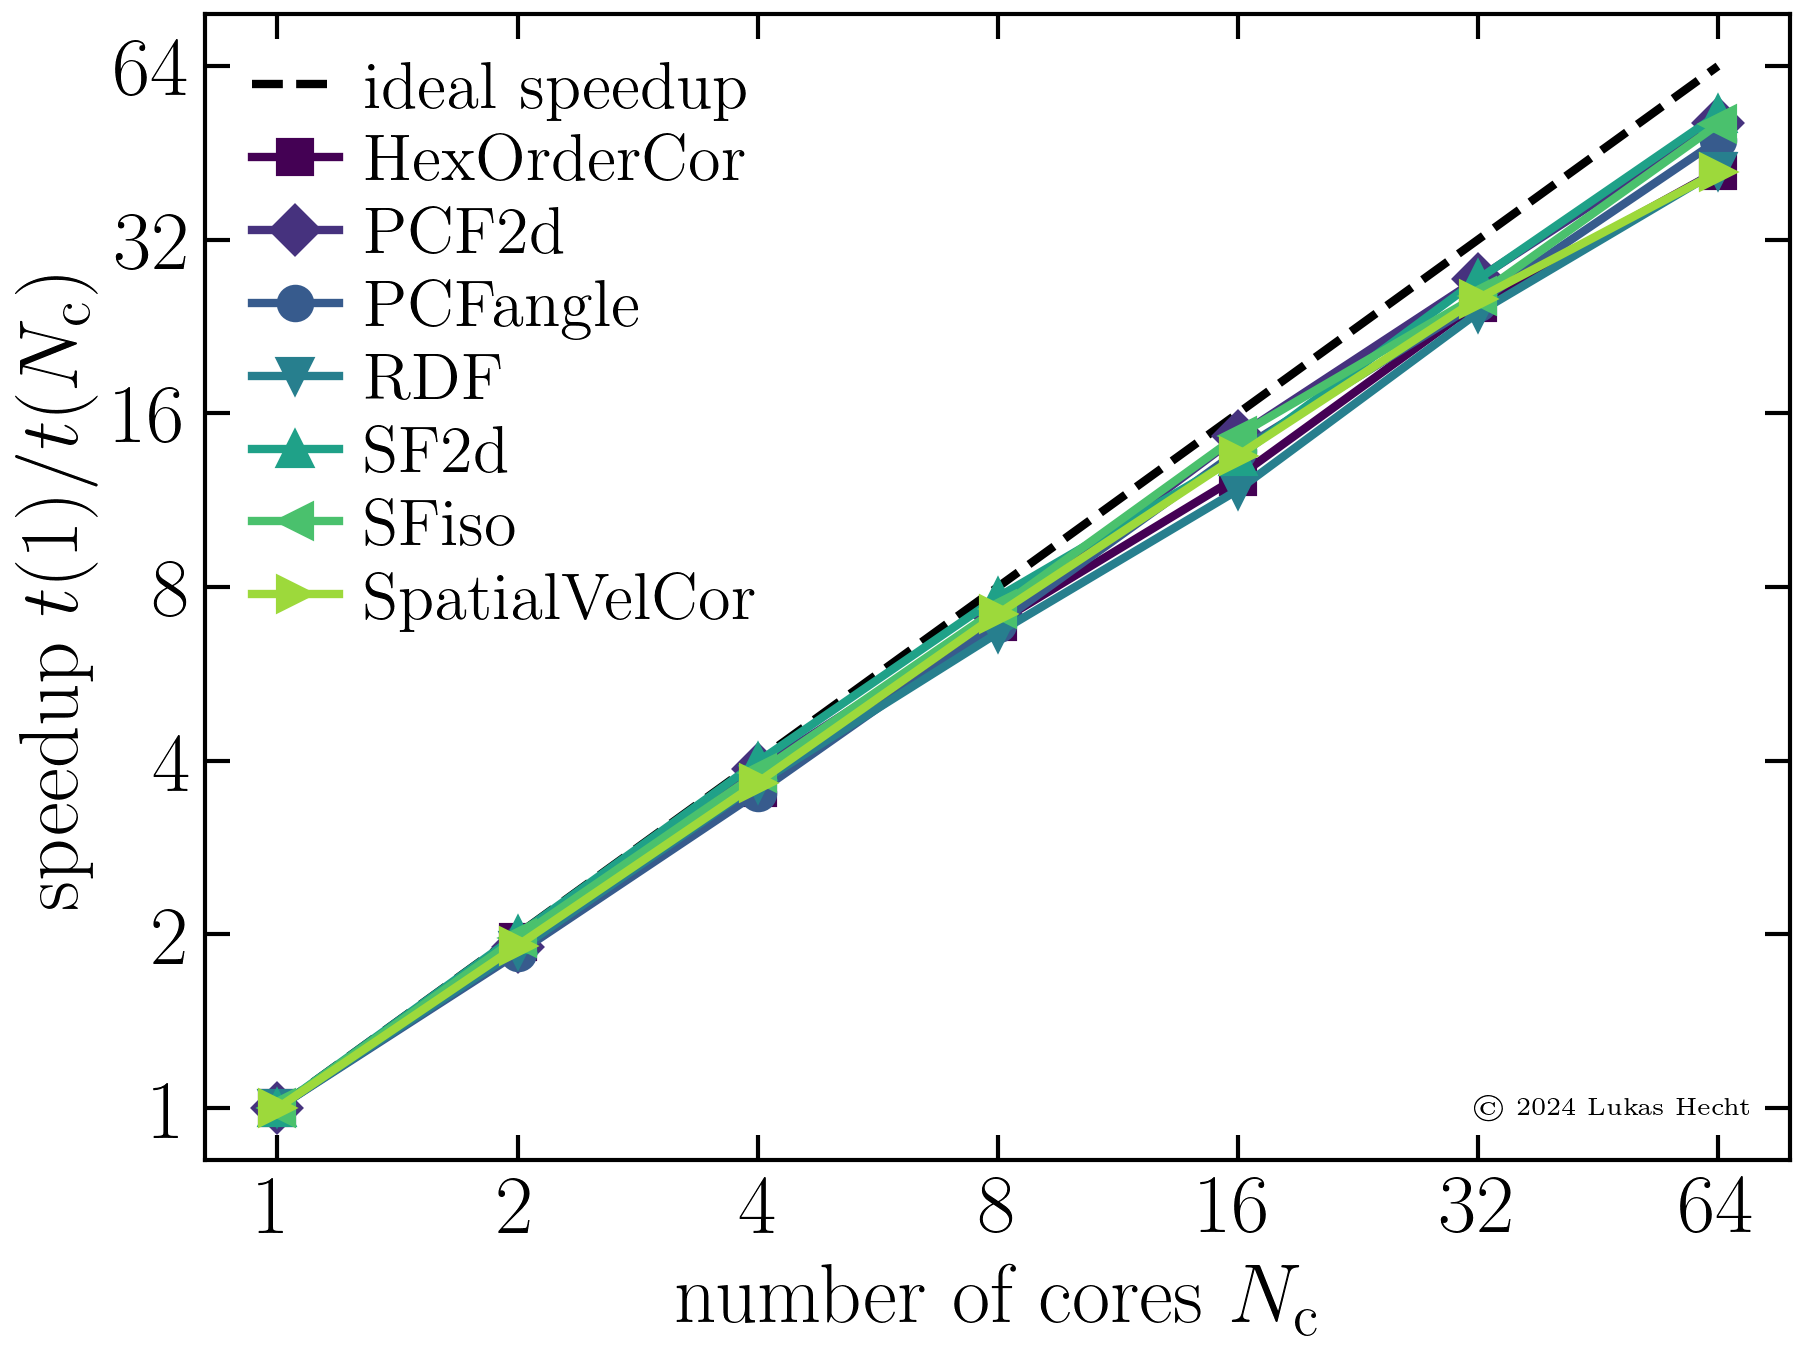 64
32
16
8
4
2
1
speedup t(1)/t(N_c)
ideal speedup
HexOrderCor
PCF2d
PCFangle
RDF
SF2d
SFiso
SpatialVelCor
© 2024 Lukas Hecht
1 2 4 8 16 32 64
number of cores N_c